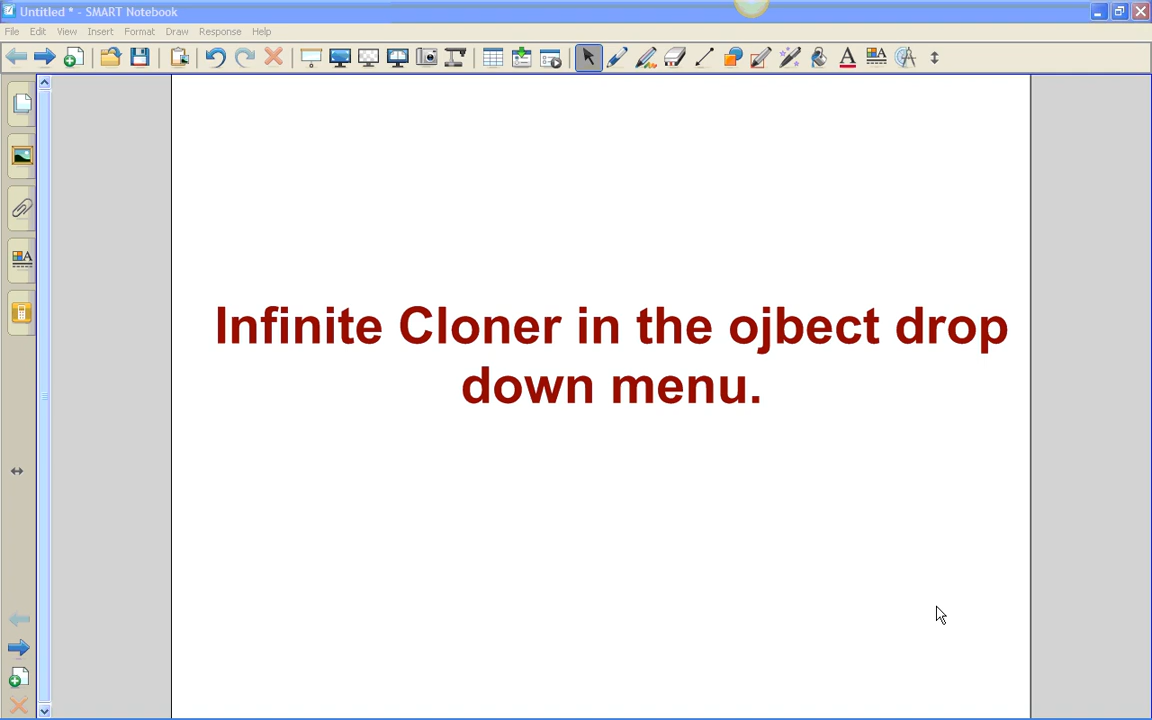 Untitled * - SMART Notebook
File Edit View Insert Format Draw Response Help
Infinite Cloner in the ojbect drop
down menu.